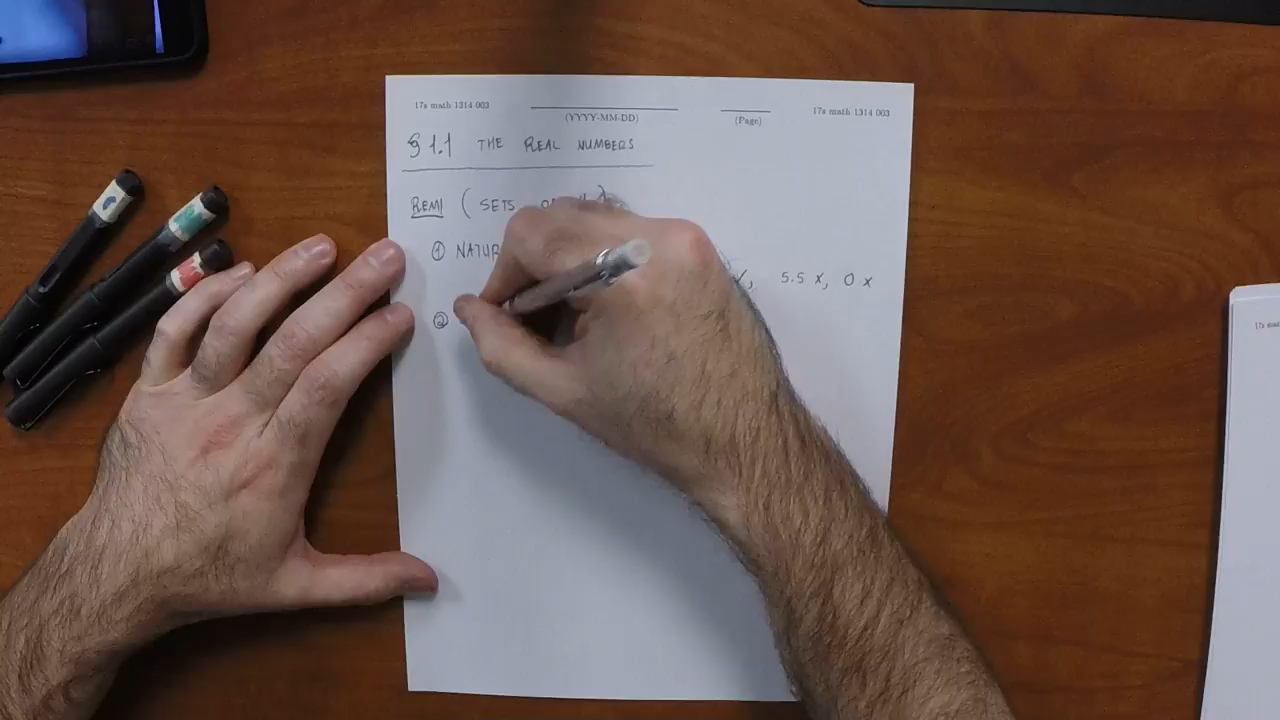 17s math 1314 003 (YYYY-MM-DD) (Page) 17s math 1314 003
§ 1.1 THE REAL NUMBERS
REM ( SETS
① NATUR
5.5 x, 0 x
②